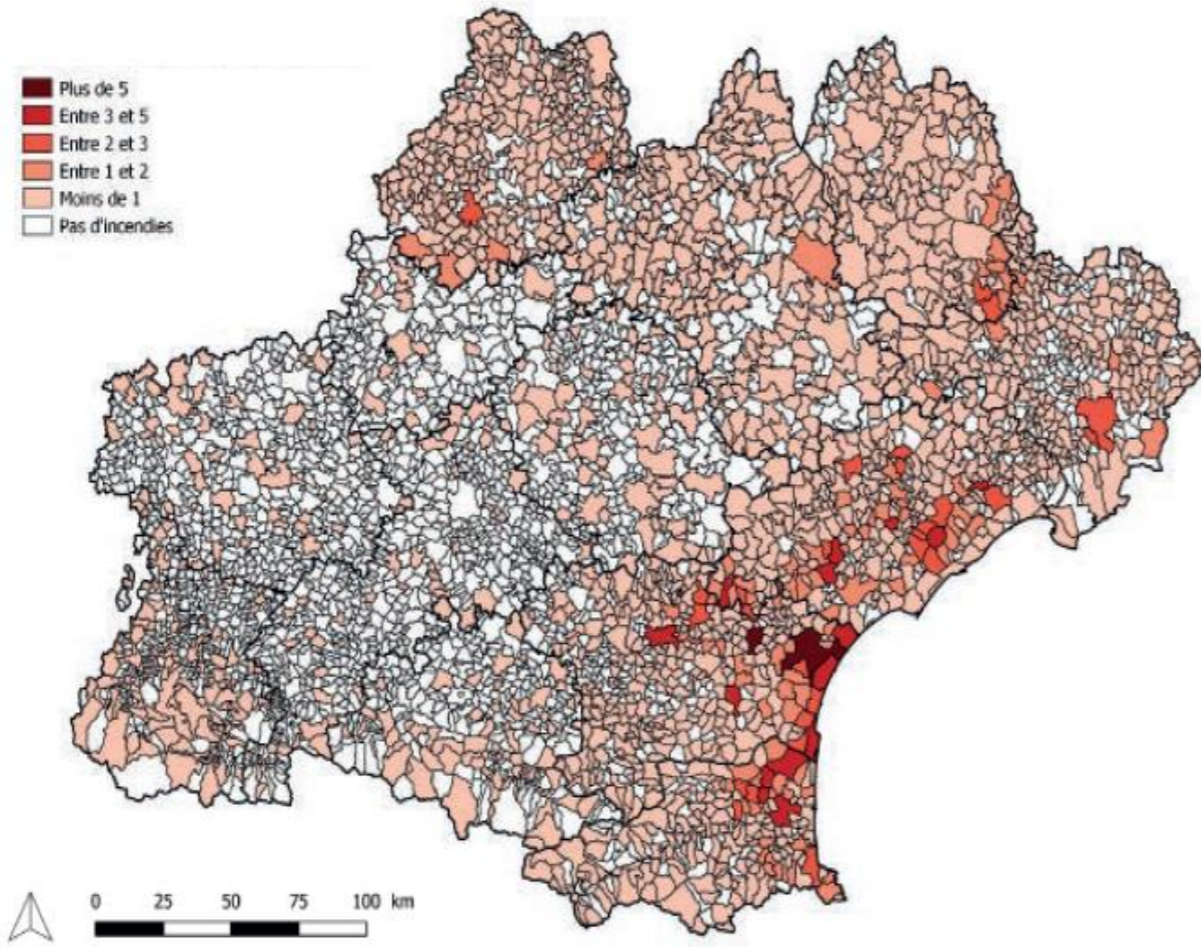 Plus de 5
Entre 3 et 5
Entre 2 et 3
Entre 1 et 2
Moins de 1
Pas d'incendies
0 25 50 75 100 km